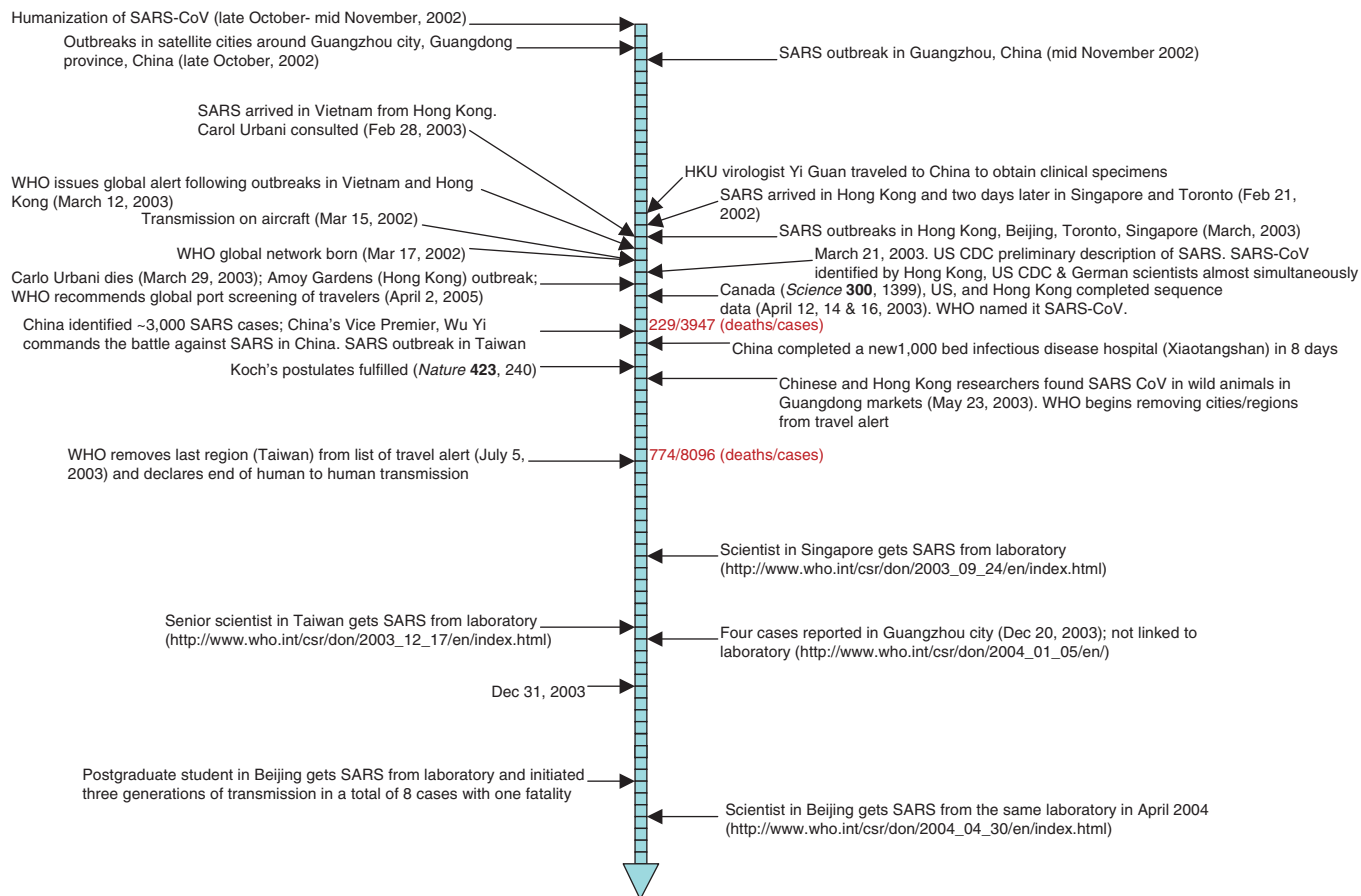 Humanization of SARS-CoV (late October- mid November, 2002)
Outbreaks in satellite cities around Guangzhou city, Guangdong
province, China (late October, 2002)
SARS outbreak in Guangzhou, China (mid November 2002)
SARS arrived in Vietnam from Hong Kong.
Carol Urbani consulted (Feb 28, 2003)
HKU virologist Yi Guan traveled to China to obtain clinical specimens
WHO issues global alert following outbreaks in Vietnam and Hong
Kong (March 12, 2003)
SARS arrived in Hong Kong and two days later in Singapore and Toronto (Feb 21,
2002)
Transmission on aircraft (Mar 15, 2002)
SARS outbreaks in Hong Kong, Beijing, Toronto, Singapore (March, 2003)
WHO global network born (Mar 17, 2002)
March 21, 2003. US CDC preliminary description of SARS. SARS-CoV
identified by Hong Kong, US CDC & German scientists almost simultaneously
Carlo Urbani dies (March 29, 2003); Amoy Gardens (Hong Kong) outbreak;
WHO recommends global port screening of travelers (April 2, 2005)
Canada (Science 300, 1399), US, and Hong Kong completed sequence
data (April 12, 14 & 16, 2003). WHO named it SARS-CoV.
China identified ~3,000 SARS cases; China's Vice Premier, Wu Yi
commands the battle against SARS in China. SARS outbreak in Taiwan
229/3947 (deaths/cases)
China completed a new1,000 bed infectious disease hospital (Xiaotangshan) in 8 days
Koch's postulates fulfilled (Nature 423, 240)
Chinese and Hong Kong researchers found SARS CoV in wild animals in
Guangdong markets (May 23, 2003). WHO begins removing cities/regions
from travel alert
WHO removes last region (Taiwan) from list of travel alert (July 5,
2003) and declares end of human to human transmission
774/8096 (deaths/cases)
Scientist in Singapore gets SARS from laboratory
(http://www.who.int/csr/don/2003_09_24/en/index.html)
Senior scientist in Taiwan gets SARS from laboratory
(http://www.who.int/csr/don/2003_12_17/en/index.html)
Four cases reported in Guangzhou city (Dec 20, 2003); not linked to
laboratory (http://www.who.int/csr/don/2004_01_05/en/)
Dec 31, 2003
Postgraduate student in Beijing gets SARS from laboratory and initiated
three generations of transmission in a total of 8 cases with one fatality
Scientist in Beijing gets SARS from the same laboratory in April 2004
(http://www.who.int/csr/don/2004_04_30/en/index.html)